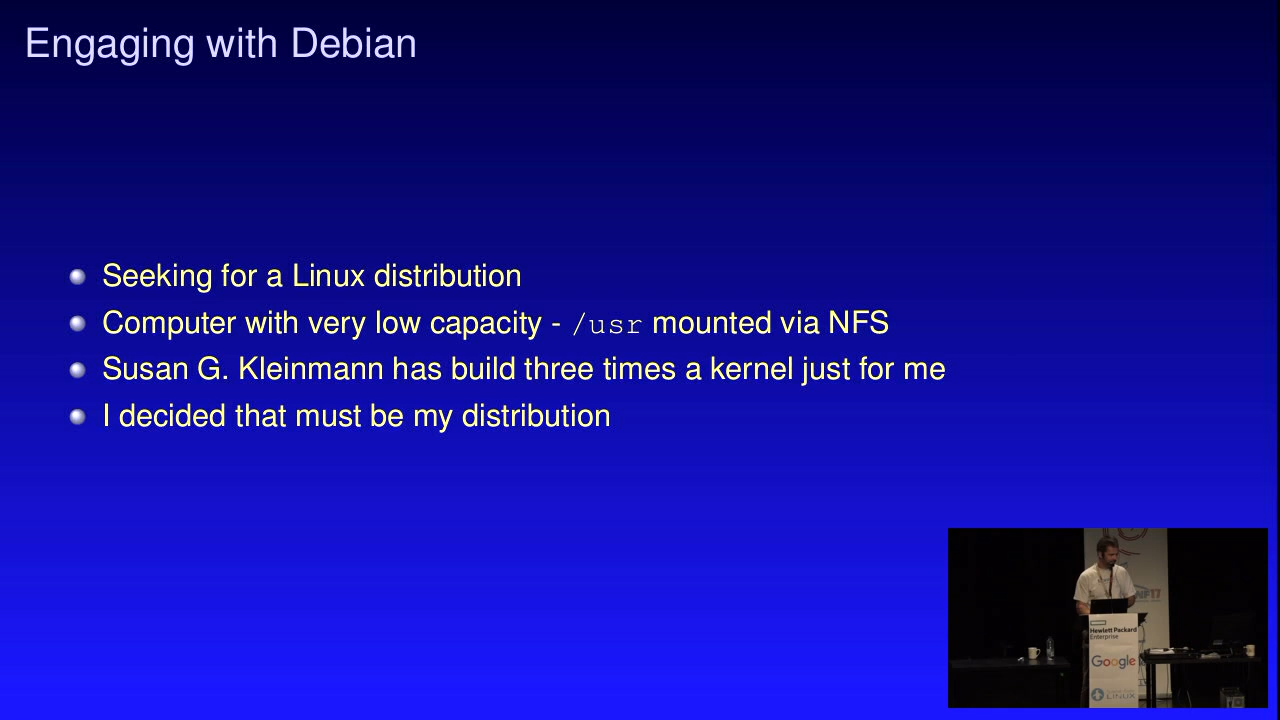 Engaging with Debian
Seeking for a Linux distribution
Computer with very low capacity - /usr mounted via NFS
Susan G. Kleinmann has build three times a kernel just for me
I decided that must be my distribution
Hewlett Packard
Enterprise
Google
LINUX